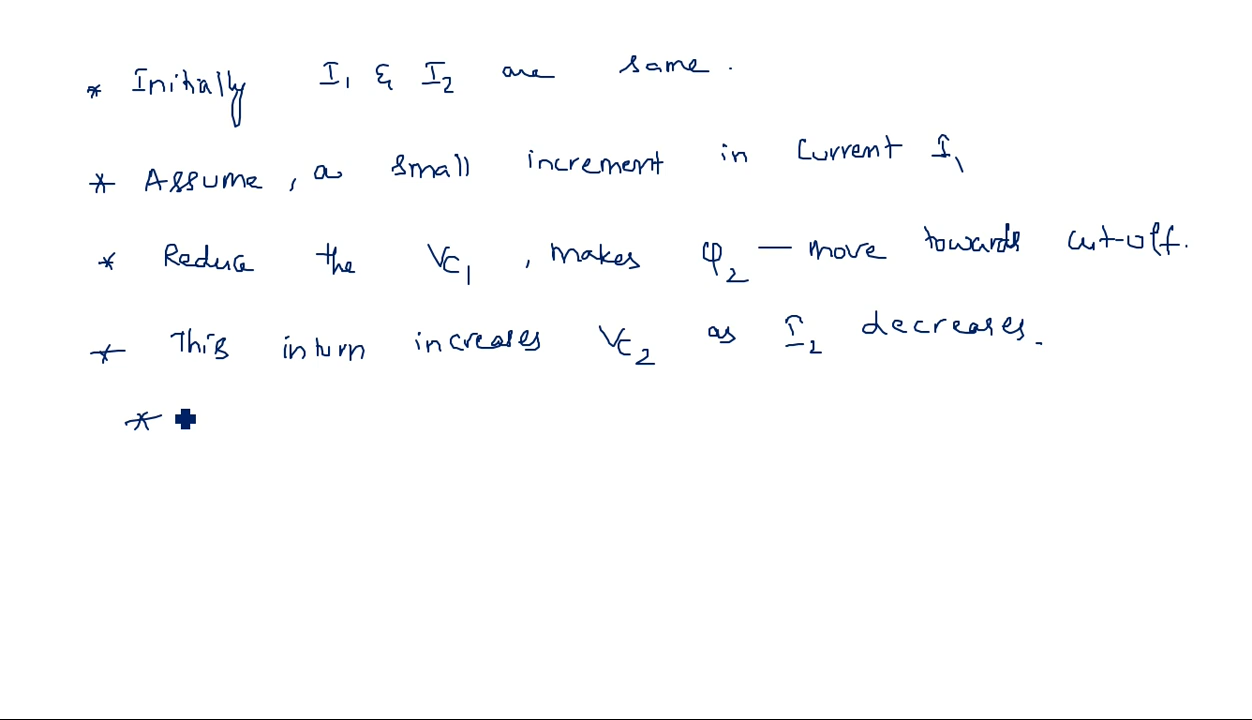 * Initially I₁ & I₂ are same.
* Assume, a small increment in current I₁
* Reduce the VC₁, makes φ₂ — move towards cut-off.
* This inturn increases VC₂ as I₂ decreases.
*